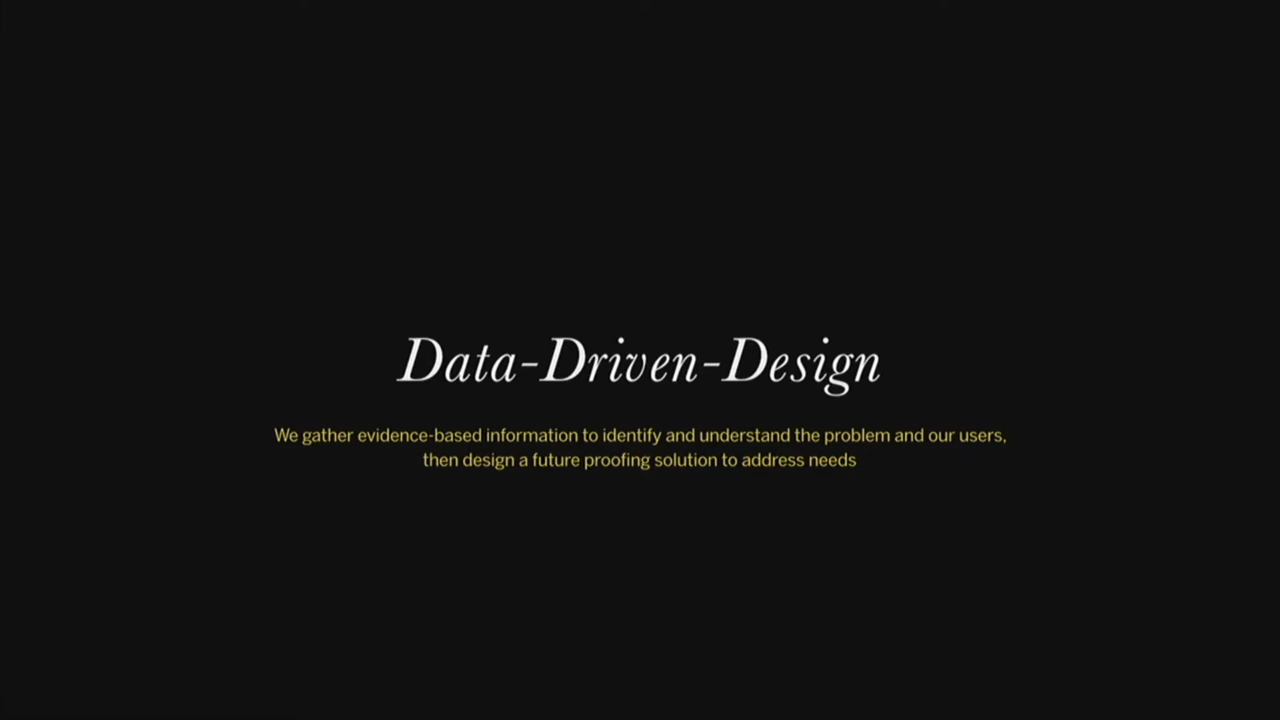 Data-Driven-Design
We gather evidence-based information to identify and understand the problem and our users,
then design a future proofing solution to address needs